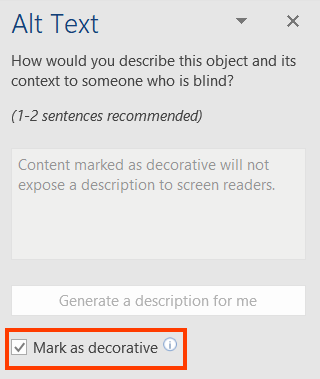 Alt Text
How would you describe this object and its
context to someone who is blind?
(1-2 sentences recommended)
Content marked as decorative will not
expose a description to screen readers.
Generate a description for me
Mark as decorative